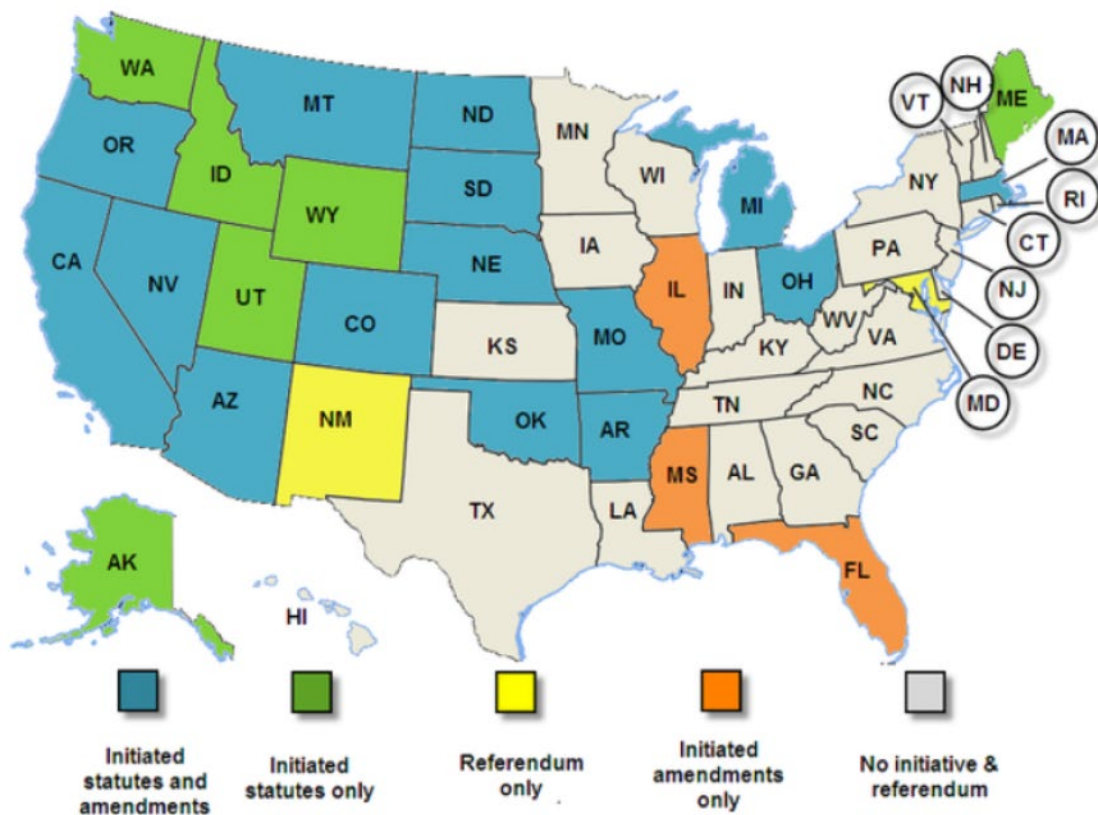 WA
MT
ND
MN
VT
NH
ME
OR
ID
SD
WI
MI
NY
MA
WY
RI
CT
CA
NV
UT
CO
NE
IA
IL
IN
OH
PA
NJ
KS
MO
KY
WV
VA
DE
AZ
NM
OK
AR
TN
NC
MD
SC
TX
LA
MS
AL
GA
AK
HI
FL
Initiated
statutes and
amendments
Initiated
statutes only
Referendum
only
Initiated
amendments
only
No initiative &
referendum